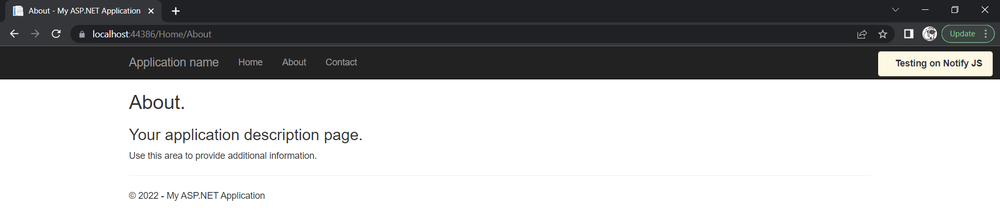 About - My ASP.NET Application
localhost:44386/Home/About
Update
Application name Home About Contact
Testing on Notify JS
About.
Your application description page.
Use this area to provide additional information.
© 2022 - My ASP.NET Application